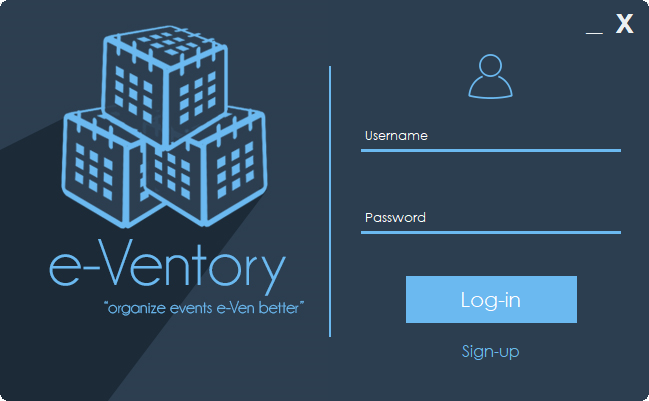 _ X
e-Ventory
“organize events e-Ven better”
Username
Password
Log-in
Sign-up